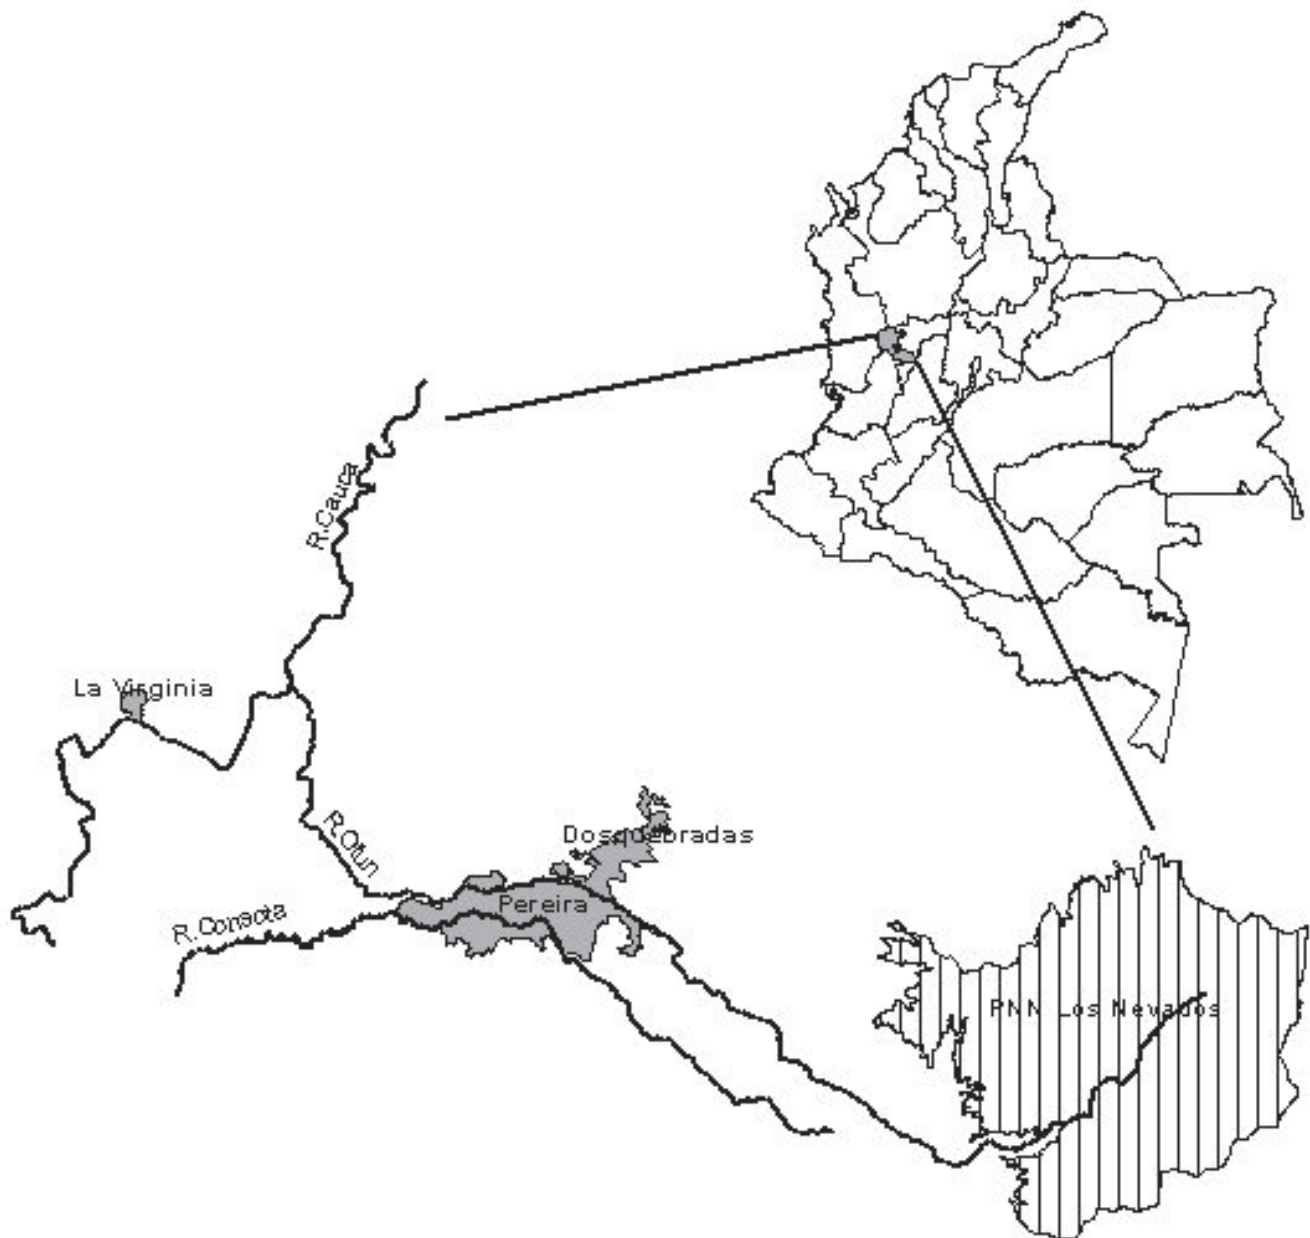 R.Cauca
La Virginia
R.Otun
Dosquebradas
Pereira
R.Consota
PNN Los Nevados